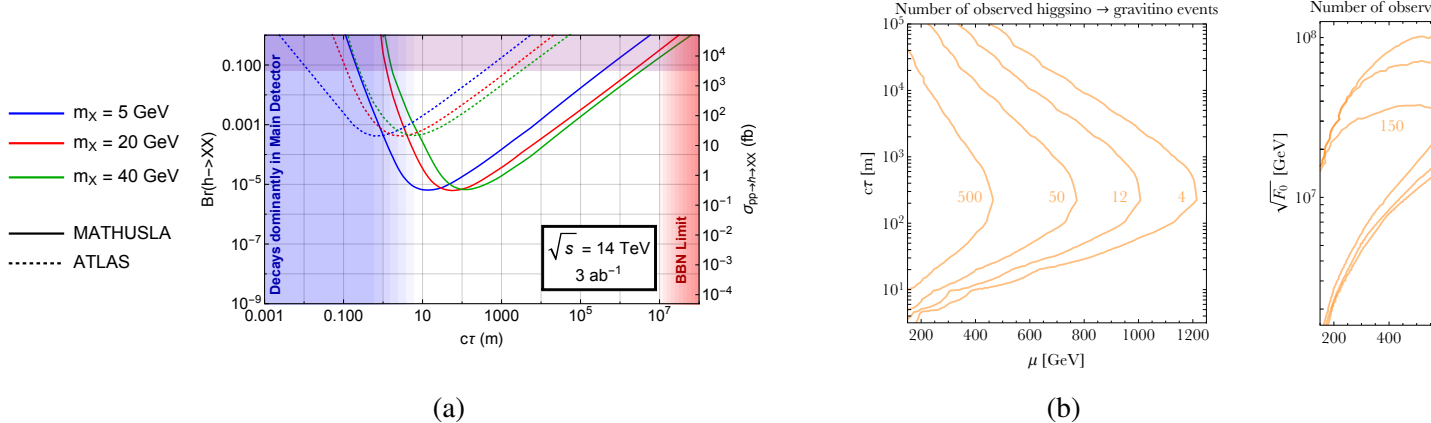 m_X = 5 GeV
m_X = 20 GeV
m_X = 40 GeV
MATHUSLA
ATLAS
Br(h->XX)
0.100
0.001
10^-5
10^-7
10^-9
Decays dominantly in Main Detector
√s = 14 TeV
3 ab^-1
BBN Limit
10^4
10^3
10^2
10^1
10
1
10^0
10^-1
10^-2
10^-3
10^-4
σ_pp→h→XX (fb)
0.001
0.100
10
1000
10^5
10^7
cτ (m)
(a)
Number of observed higgsino → gravitino events
cτ [m]
10^5
10^4
10^3
10^2
10^1
500
50
12
4
200
400
600
800
1000
1200
μ [GeV]
(b)
Number of observ
√F_0 [GeV]
10^8
10^7
150
200
400